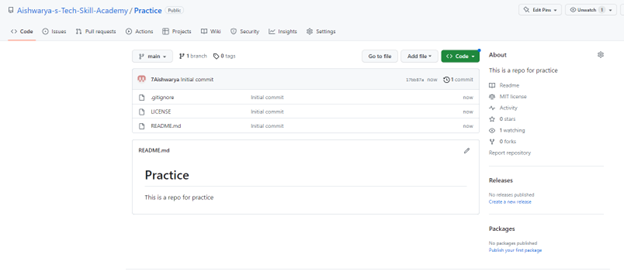 Aishwarya-s-Tech-Skill-Academy / Practice Public
Edit Pins Unwatch 1
Code Issues Pull requests Actions Projects Wiki Security Insights Settings
main 1 branch 0 tags Go to file Add file Code
TAishwarya Initial commit now 1 commit
.gitignore Initial commit now
LICENSE Initial commit now
README.md Initial commit now
README.md
Practice
This is a repo for practice
About
This is a repo for practice
Readme
MIT license
Activity
0 stars
1 watching
0 forks
Report repository
Releases
No releases published
Create a new release
Packages
No packages published
Publish your first package